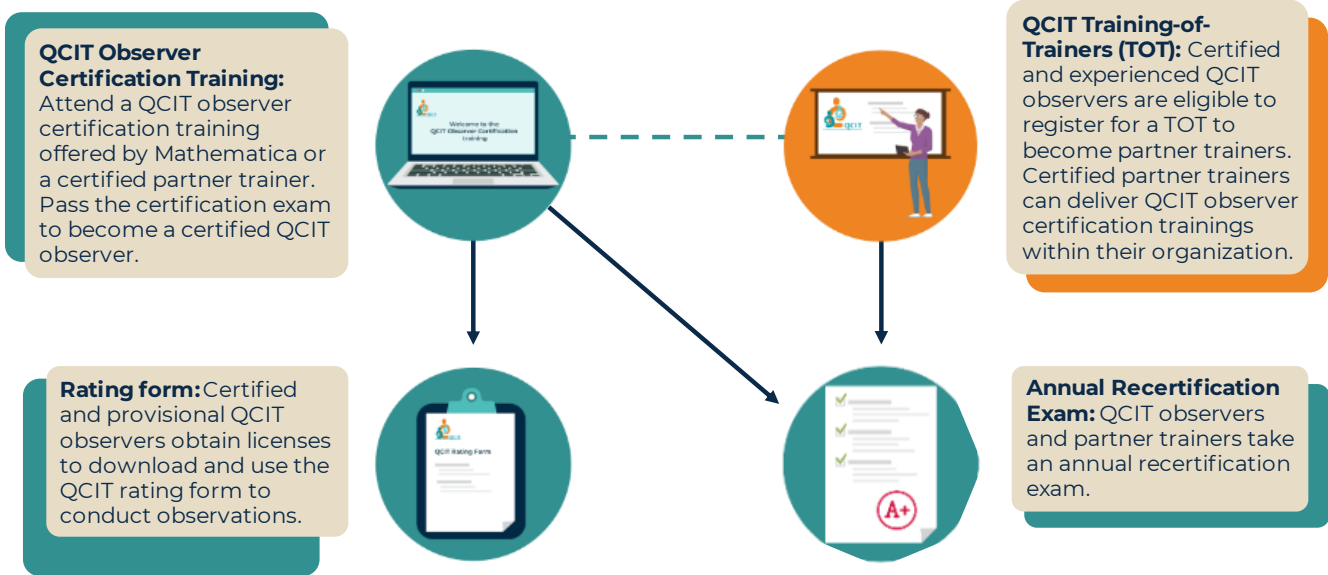 QCIT Observer
Certification Training:
Attend a QCIT observer
certification training
offered by Mathematica or
a certified partner trainer.
Pass the certification exam
to become a certified QCIT
observer.
Welcome to the
QCIT Observer Certification
training
QCIT
QCIT Training-of-
Trainers (TOT): Certified
and experienced QCIT
observers are eligible to
register for a TOT to
become partner trainers.
Certified partner trainers
can deliver QCIT observer
certification trainings
within their organization.
Rating form: Certified
and provisional QCIT
observers obtain licenses
to download and use the
QCIT rating form to
conduct observations.
QCIT
QCIT Rating Form
A+
Annual Recertification
Exam: QCIT observers
and partner trainers take
an annual recertification
exam.